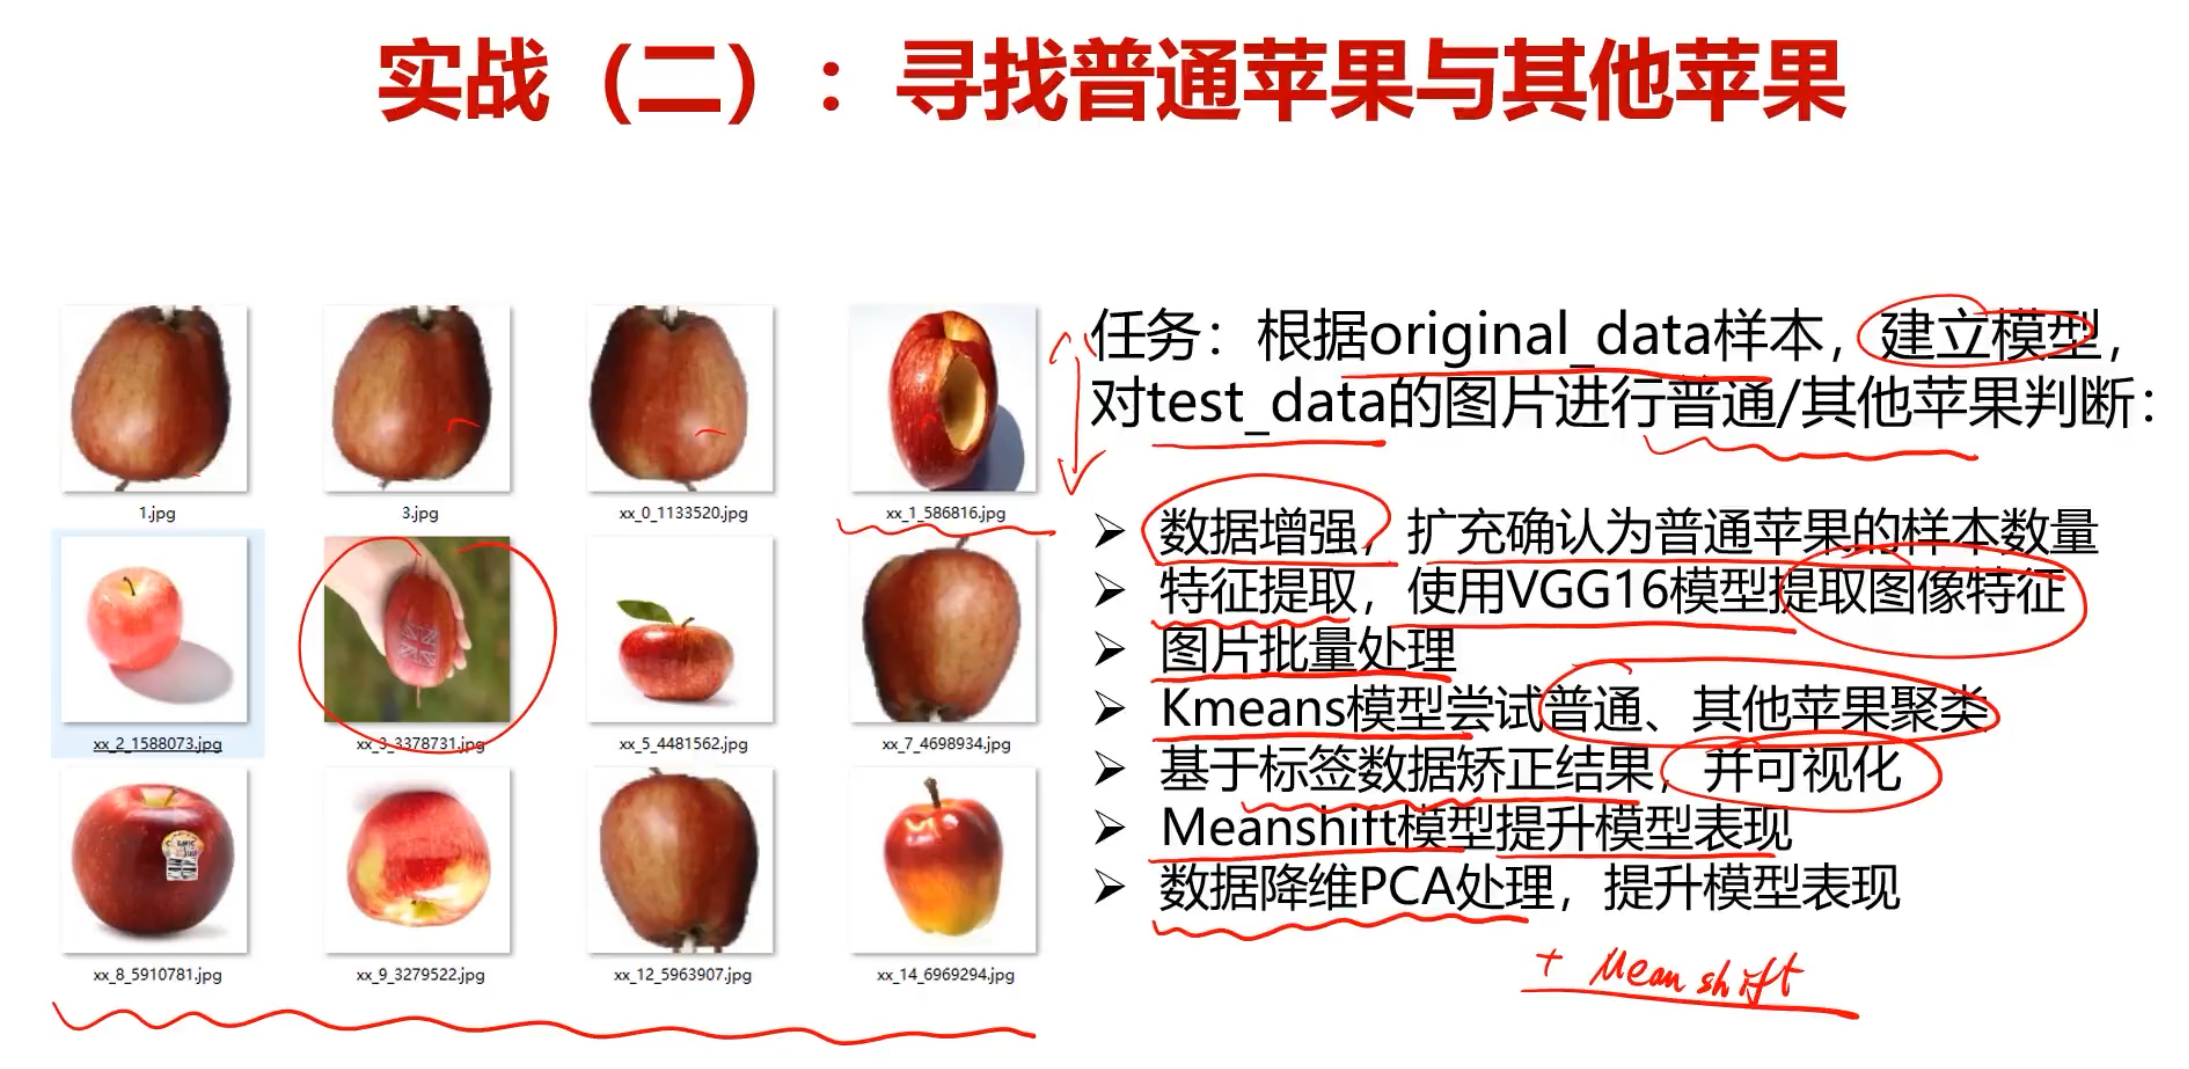 实战（二）：寻找普通苹果与其他苹果
1.jpg
3.jpg
xx_0_1133520.jpg
xx_1_586816.jpg
xx_2_1588073.jpg
xx_3_3378731.jpg
xx_5_4481562.jpg
xx_7_4698934.jpg
xx_8_5910781.jpg
xx_9_3279522.jpg
xx_12_5963907.jpg
xx_14_6969294.jpg
任务：根据original_data样本，建立模型，
对test_data的图片进行普通/其他苹果判断：
➢ 数据增强，扩充确认为普通苹果的样本数量
➢ 特征提取，使用VGG16模型提取图像特征
➢ 图片批量处理
➢ Kmeans模型尝试普通、其他苹果聚类
➢ 基于标签数据矫正结果，并可视化
➢ Meanshift模型提升模型表现
➢ 数据降维PCA处理，提升模型表现
+ Mean shift